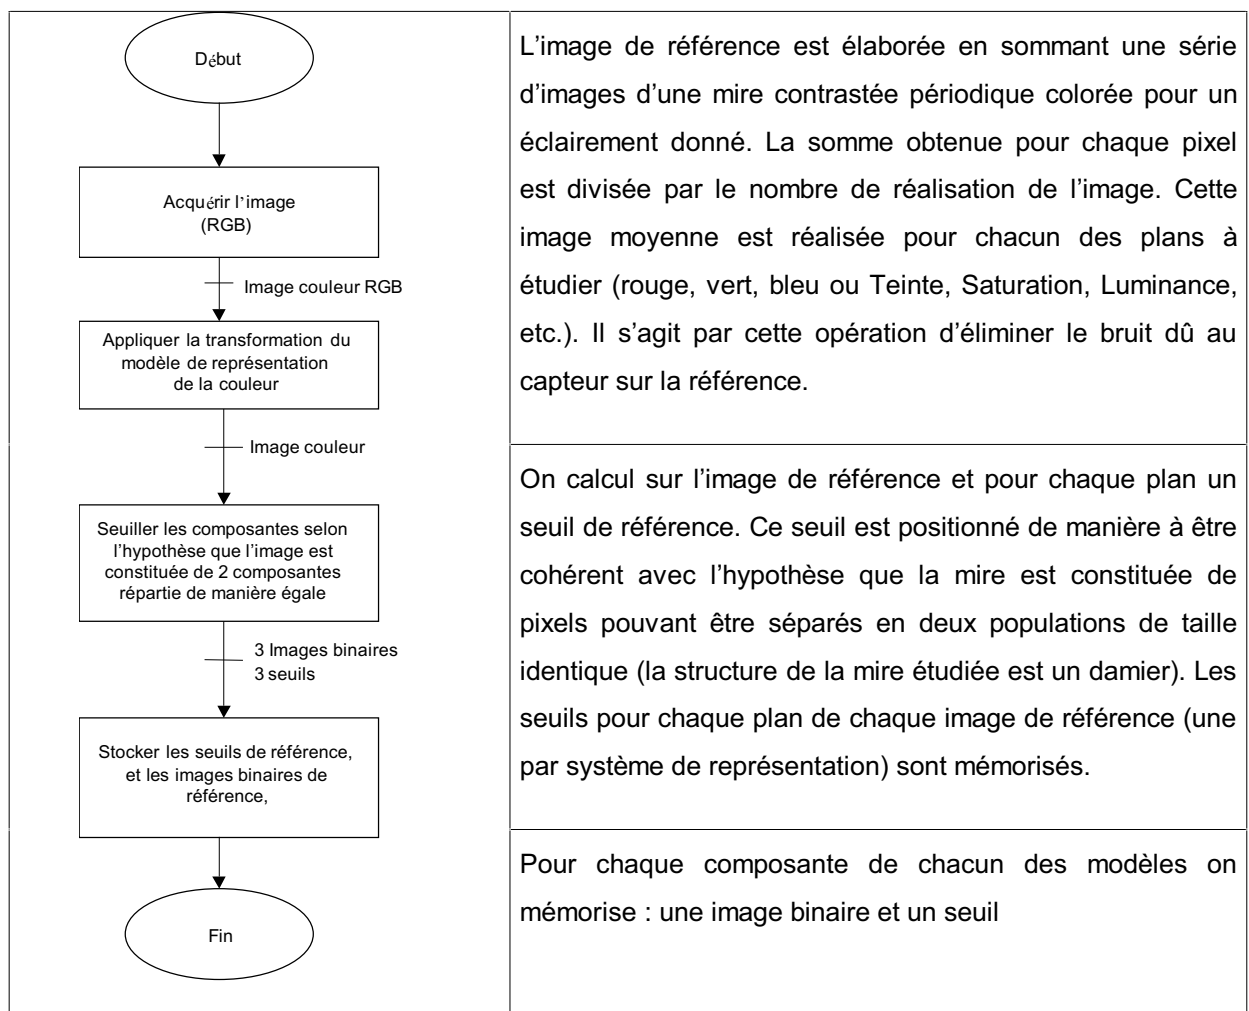 Début
Acquérir l'image
(RGB)
Image couleur RGB
Appliquer la transformation du
modèle de représentation
de la couleur
Image couleur
Seuiller les composantes selon
l'hypothèse que l'image est
constituée de 2 composantes
répartie de manière égale
3 Images binaires
3 seuils
Stocker les seuils de référence,
et les images binaires de
référence,
Fin
L'image de référence est élaborée en sommant une série
d'images d'une mire contrastée périodique colorée pour un
éclairement donné. La somme obtenue pour chaque pixel
est divisée par le nombre de réalisation de l'image. Cette
image moyenne est réalisée pour chacun des plans à
étudier (rouge, vert, bleu ou Teinte, Saturation, Luminance,
etc.). Il s'agit par cette opération d'éliminer le bruit dû au
capteur sur la référence.
On calcul sur l'image de référence et pour chaque plan un
seuil de référence. Ce seuil est positionné de manière à être
cohérent avec l'hypothèse que la mire est constituée de
pixels pouvant être séparés en deux populations de taille
identique (la structure de la mire étudiée est un damier). Les
seuils pour chaque plan de chaque image de référence (une
par système de représentation) sont mémorisés.
Pour chaque composante de chacun des modèles on
mémorise : une image binaire et un seuil